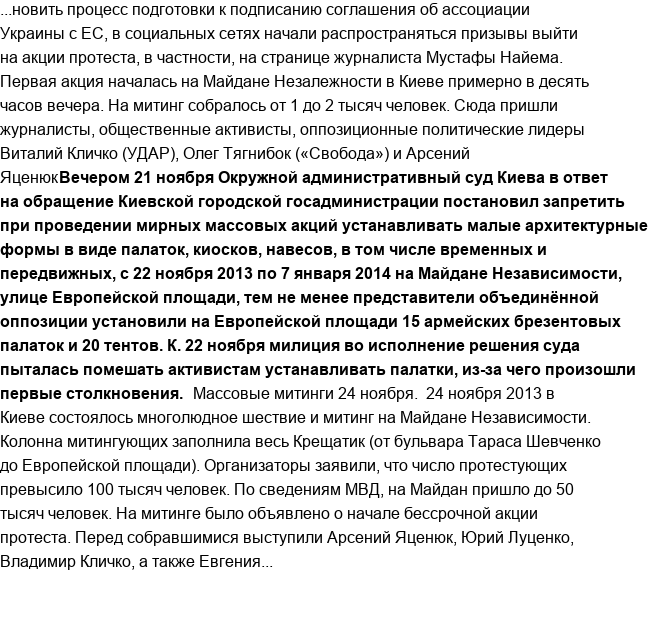 ...новить процесс подготовки к подписанию соглашения об ассоциации
Украины с ЕС, в социальных сетях начали распространяться призывы выйти
на акции протеста, в частности, на странице журналиста Мустафы Найема.
Первая акция началась на Майдане Незалежности в Киеве примерно в десять
часов вечера. На митинг собралось от 1 до 2 тысяч человек. Сюда пришли
журналисты, общественные активисты, оппозиционные политические лидеры
Виталий Кличко (УДАР), Олег Тягнибок («Свобода») и Арсений
ЯценюкВечером 21 ноября Окружной административный суд Киева в ответ
на обращение Киевской городской госадминистрации постановил запретить
при проведении мирных массовых акций устанавливать малые архитектурные
формы в виде палаток, киосков, навесов, в том числе временных и
передвижных, с 22 ноября 2013 по 7 января 2014 на Майдане Независимости,
улице Европейской площади, тем не менее представители объединённой
оппозиции установили на Европейской площади 15 армейских брезентовых
палаток и 20 тентов. К. 22 ноября милиция во исполнение решения суда
пыталась помешать активистам устанавливать палатки, из-за чего произошли
первые столкновения.  Массовые митинги 24 ноября.  24 ноября 2013 в
Киеве состоялось многолюдное шествие и митинг на Майдане Независимости.
Колонна митингующих заполнила весь Крещатик (от бульвара Тараса Шевченко
до Европейской площади). Организаторы заявили, что число протестующих
превысило 100 тысяч человек. По сведениям МВД, на Майдан пришло до 50
тысяч человек. На митинге было объявлено о начале бессрочной акции
протеста. Перед собравшимися выступили Арсений Яценюк, Юрий Луценко,
Владимир Кличко, а также Евгения...